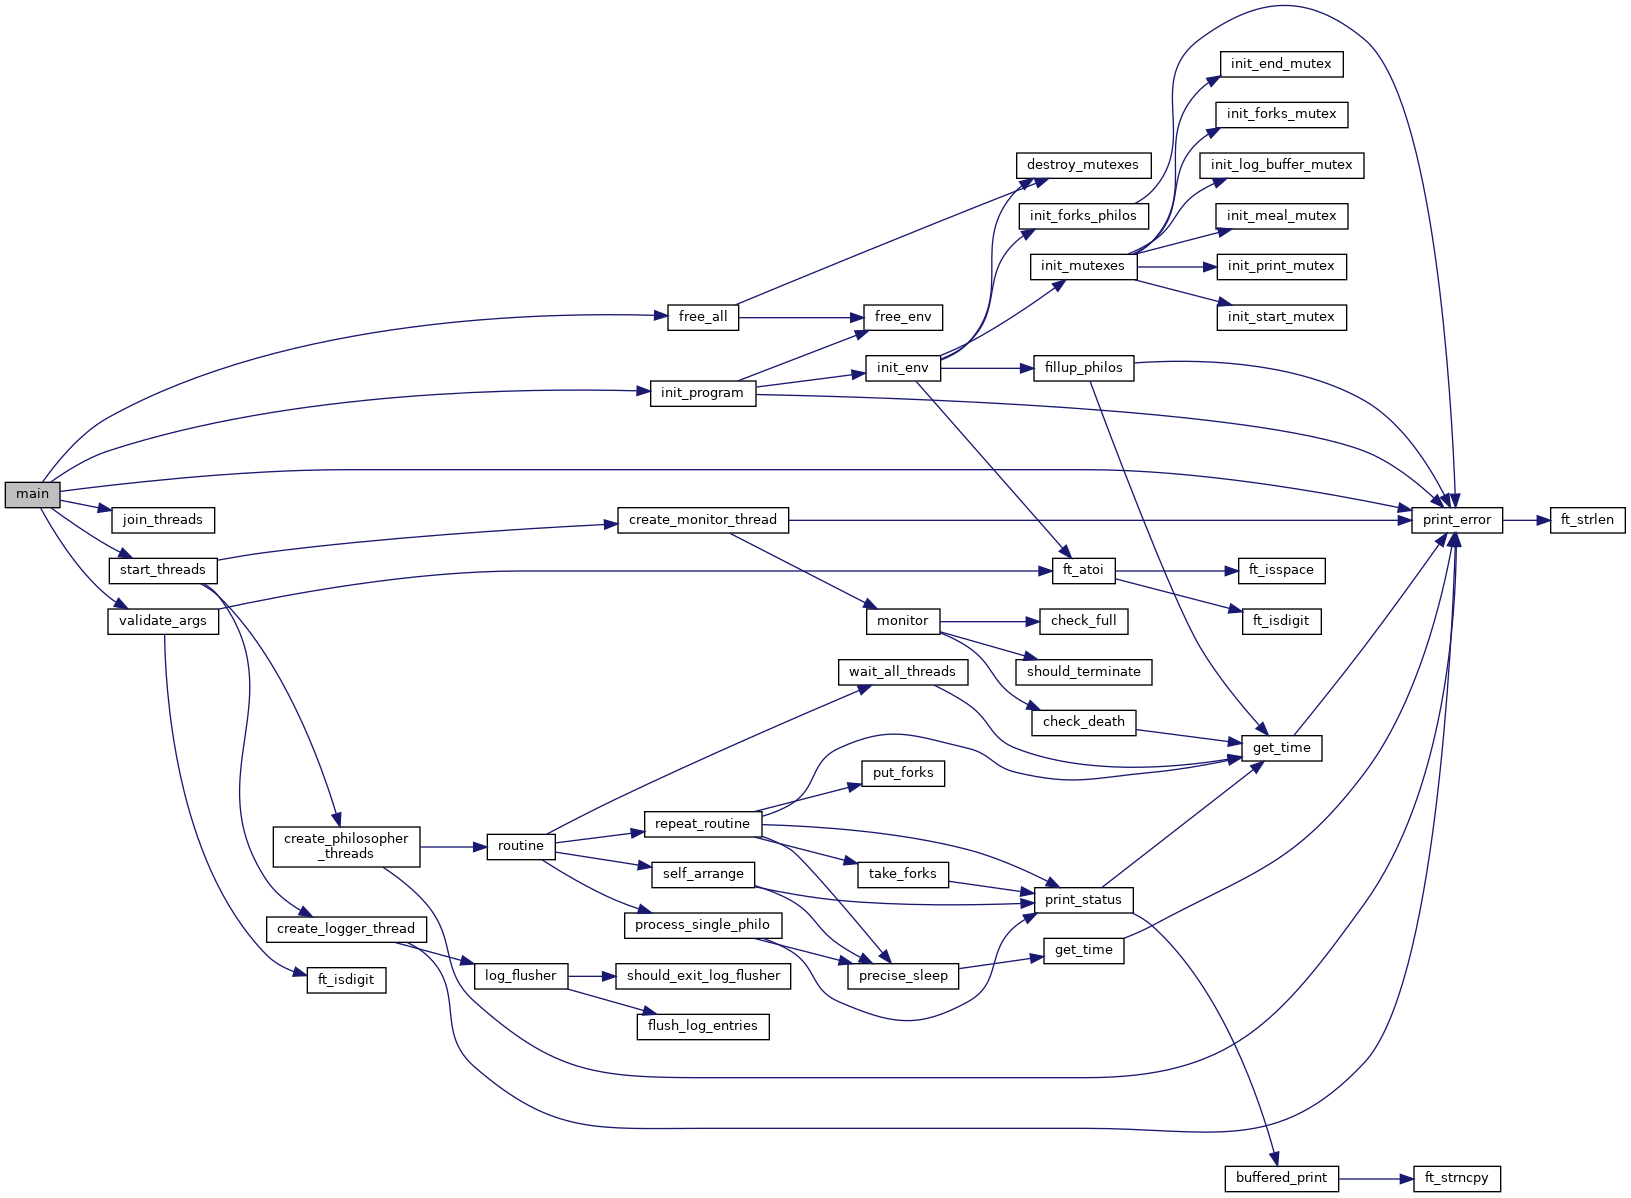 init_end_mutex
init_forks_mutex
destroy_mutexes
init_log_buffer_mutex
init_forks_philos
init_meal_mutex
init_mutexes
init_print_mutex
free_all
free_env
init_start_mutex
init_env
fillup_philos
init_program
main
join_threads
create_monitor_thread
print_error
ft_strlen
start_threads
ft_atoi
ft_isspace
validate_args
monitor
check_full
ft_isdigit
wait_all_threads
should_terminate
check_death
get_time
put_forks
repeat_routine
create_philosopher
_threads
routine
self_arrange
take_forks
print_status
process_single_philo
create_logger_thread
get_time
log_flusher
should_exit_log_flusher
precise_sleep
ft_isdigit
flush_log_entries
buffered_print
ft_strncpy